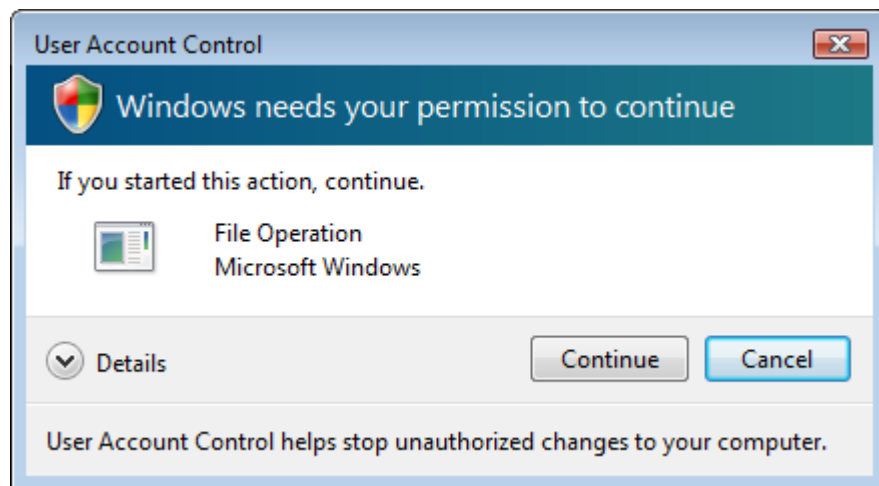 User Account Control
Windows needs your permission to continue
If you started this action, continue.
File Operation
Microsoft Windows
Details
Continue
Cancel
User Account Control helps stop unauthorized changes to your computer.